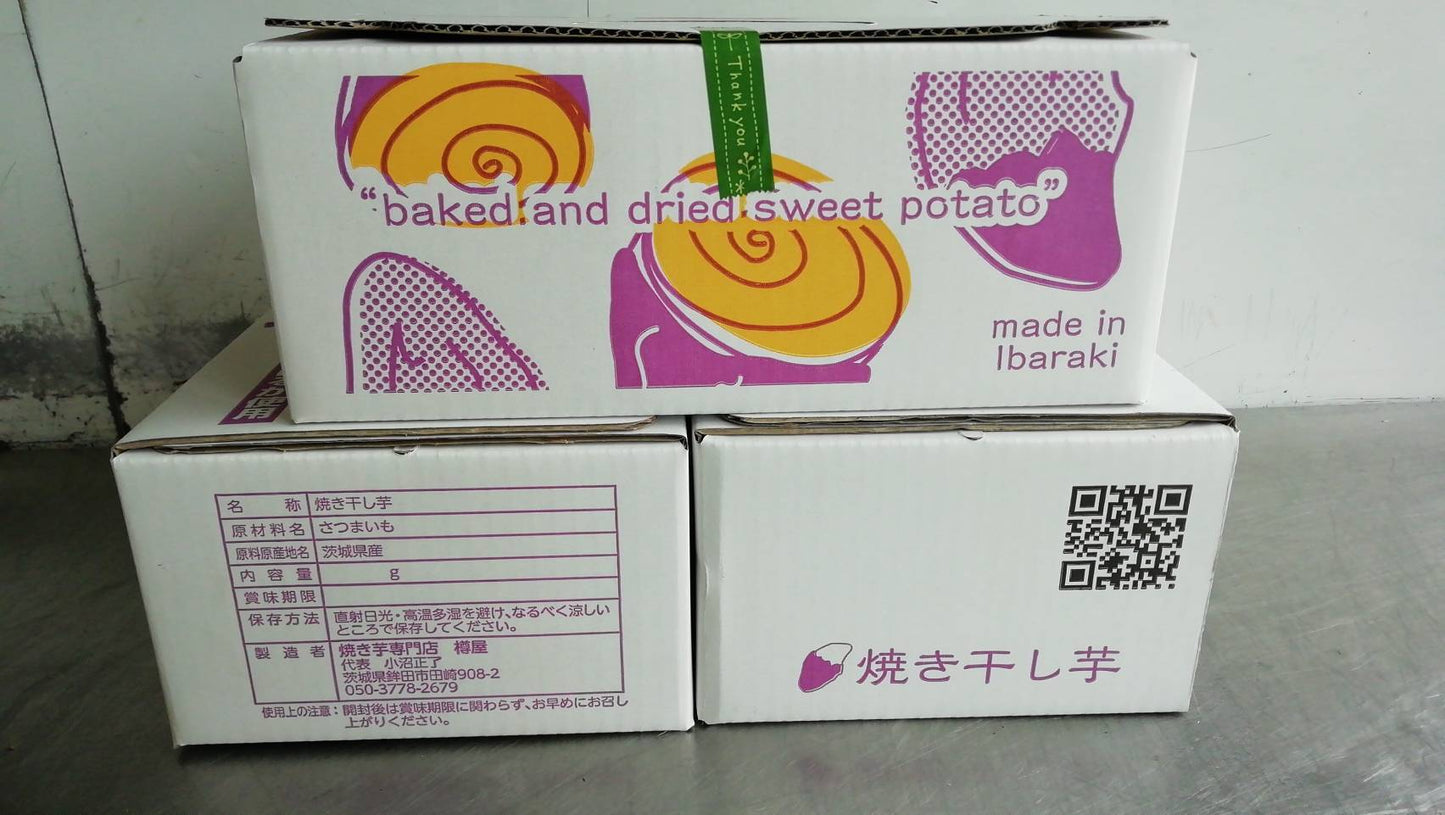 Thank you
“baked and dried sweet potato”
made in
Ibaraki
名称 焼き干し芋
原材料名 さつまいも
原料原産地名 茨城県産
内容量 g
賞味期限
保存方法 直射日光・高温多湿を避け、なるべく涼しい
ところで保存してください。
製造者 焼き芋専門店 樽屋
代表 小沼正了
茨城県鉾田市田崎908-2
050-3778-2679
使用上の注意：開封後は賞味期限に関わらず、お早めにお召し
上がりください。
焼き干し芋